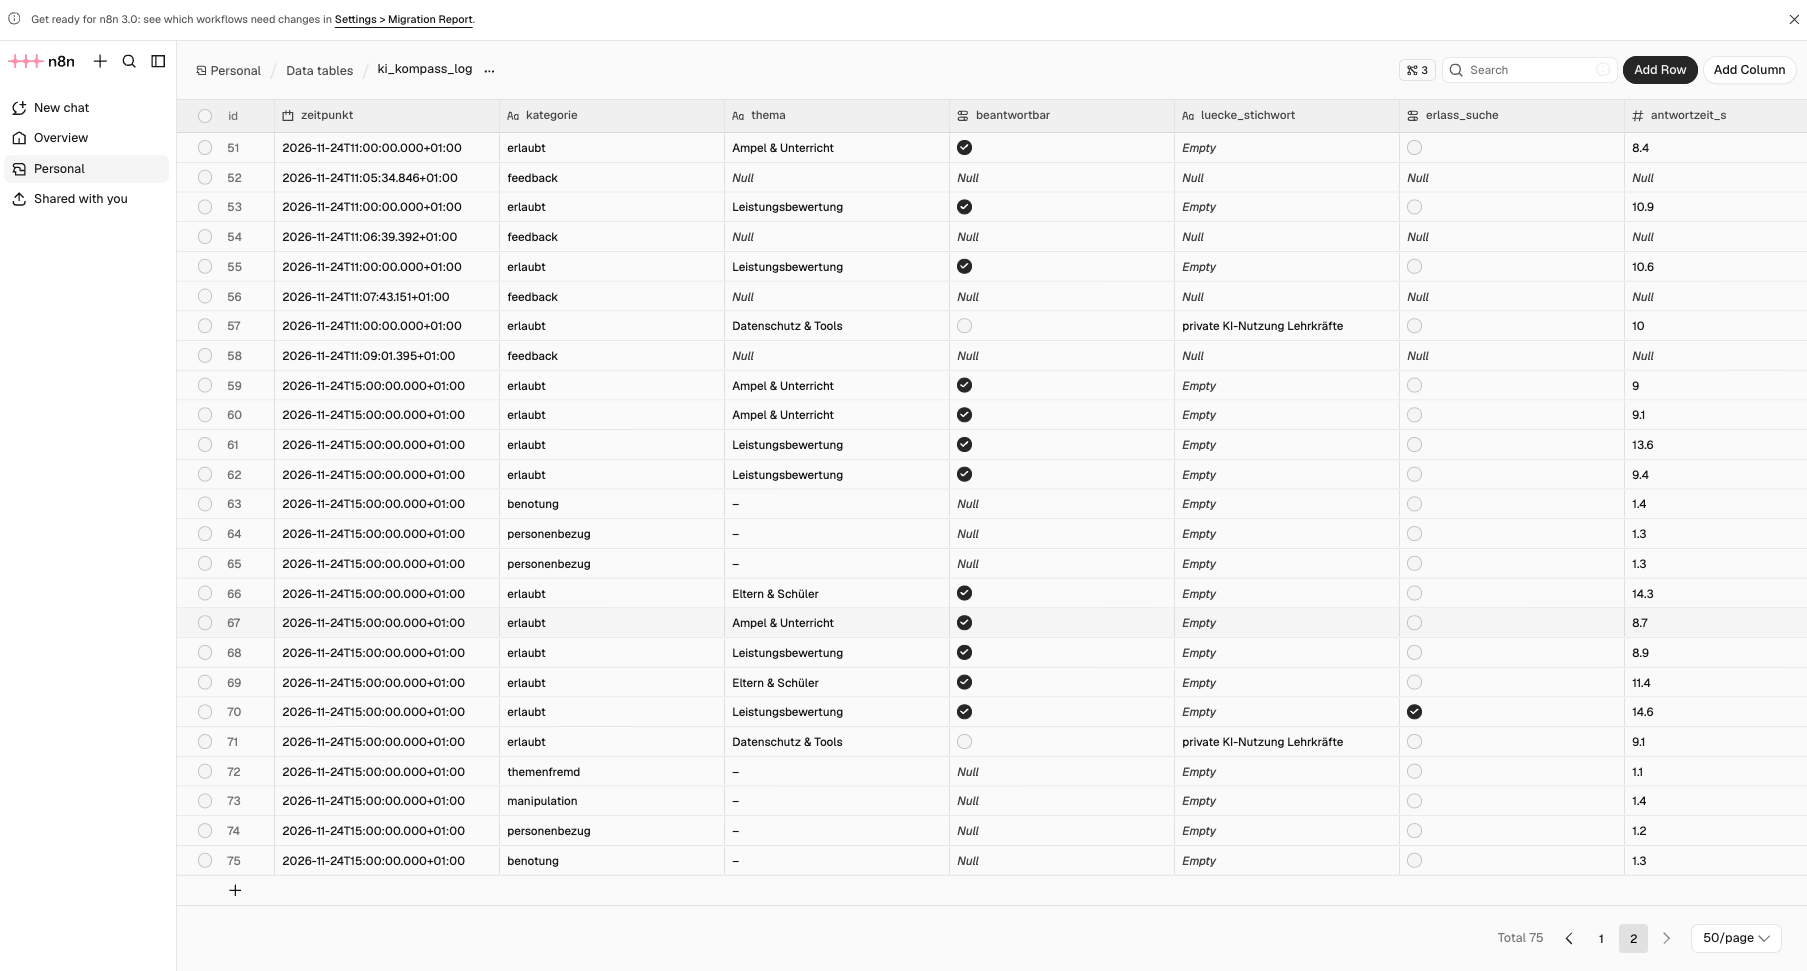 Get ready for n8n 3.0: see which workflows need changes in Settings > Migration Report.
n8n
New chat
Overview
Personal
Shared with you
Personal / Data tables / ki_kompass_log ...
3 Search Add Row Add Column
id zeitpunkt Aa kategorie Aa thema beantwortbar Aa luecke_stichwort erlass_suche # antwortzeit_s
51 2026-11-24T11:00:00.000+01:00 erlaubt Ampel & Unterricht Empty 8.4
52 2026-11-24T11:05:34.846+01:00 feedback Null Null Null Null Null
53 2026-11-24T11:00:00.000+01:00 erlaubt Leistungsbewertung Empty 10.9
54 2026-11-24T11:06:39.392+01:00 feedback Null Null Null Null Null
55 2026-11-24T11:00:00.000+01:00 erlaubt Leistungsbewertung Empty 10.6
56 2026-11-24T11:07:43.151+01:00 feedback Null Null Null Null Null
57 2026-11-24T11:00:00.000+01:00 erlaubt Datenschutz & Tools private KI-Nutzung Lehrkräfte 10
58 2026-11-24T11:09:01.395+01:00 feedback Null Null Null Null Null
59 2026-11-24T15:00:00.000+01:00 erlaubt Ampel & Unterricht Empty 9
60 2026-11-24T15:00:00.000+01:00 erlaubt Ampel & Unterricht Empty 9.1
61 2026-11-24T15:00:00.000+01:00 erlaubt Leistungsbewertung Empty 13.6
62 2026-11-24T15:00:00.000+01:00 erlaubt Leistungsbewertung Empty 9.4
63 2026-11-24T15:00:00.000+01:00 benotung – Null Empty 1.4
64 2026-11-24T15:00:00.000+01:00 personenbezug – Null Empty 1.3
65 2026-11-24T15:00:00.000+01:00 personenbezug – Null Empty 1.3
66 2026-11-24T15:00:00.000+01:00 erlaubt Eltern & Schüler Empty 14.3
67 2026-11-24T15:00:00.000+01:00 erlaubt Ampel & Unterricht Empty 8.7
68 2026-11-24T15:00:00.000+01:00 erlaubt Leistungsbewertung Empty 8.9
69 2026-11-24T15:00:00.000+01:00 erlaubt Eltern & Schüler Empty 11.4
70 2026-11-24T15:00:00.000+01:00 erlaubt Leistungsbewertung Empty 14.6
71 2026-11-24T15:00:00.000+01:00 erlaubt Datenschutz & Tools private KI-Nutzung Lehrkräfte 9.1
72 2026-11-24T15:00:00.000+01:00 themenfremd – Null Empty 1.1
73 2026-11-24T15:00:00.000+01:00 manipulation – Null Empty 1.4
74 2026-11-24T15:00:00.000+01:00 personenbezug – Null Empty 1.2
75 2026-11-24T15:00:00.000+01:00 benotung – Null Empty 1.3
Total 75 1 2 50/page